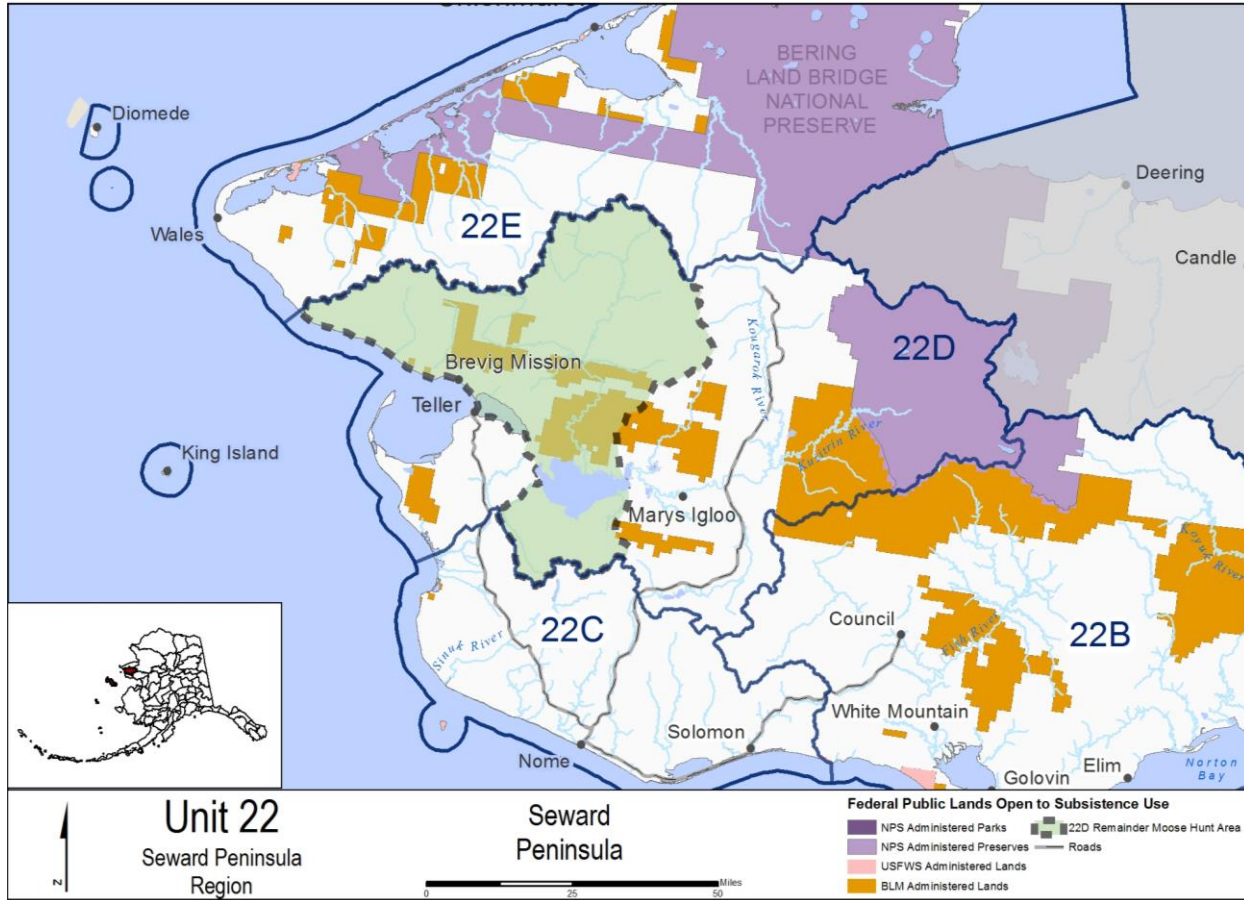 BERING
LAND BRIDGE
NATIONAL
PRESERVE
Diomede
Deering
Wales
22E
Candle
Kougarok River
22D
Brevig Mission
Teller
King Island
Kuzitrin River
Marys Igloo
Koyuk River
22C
Sinuk River
Council
Fish River
22B
White Mountain
Solomon
Nome
Golovin
Elim
Norton
Bay
N
Unit 22
Seward Peninsula
Region
Seward
Peninsula
Miles
0 25 50
Federal Public Lands Open to Subsistence Use
NPS Administered Parks
22D Remainder Moose Hunt Area
NPS Administered Preserves
Roads
USFWS Administered Lands
BLM Administered Lands